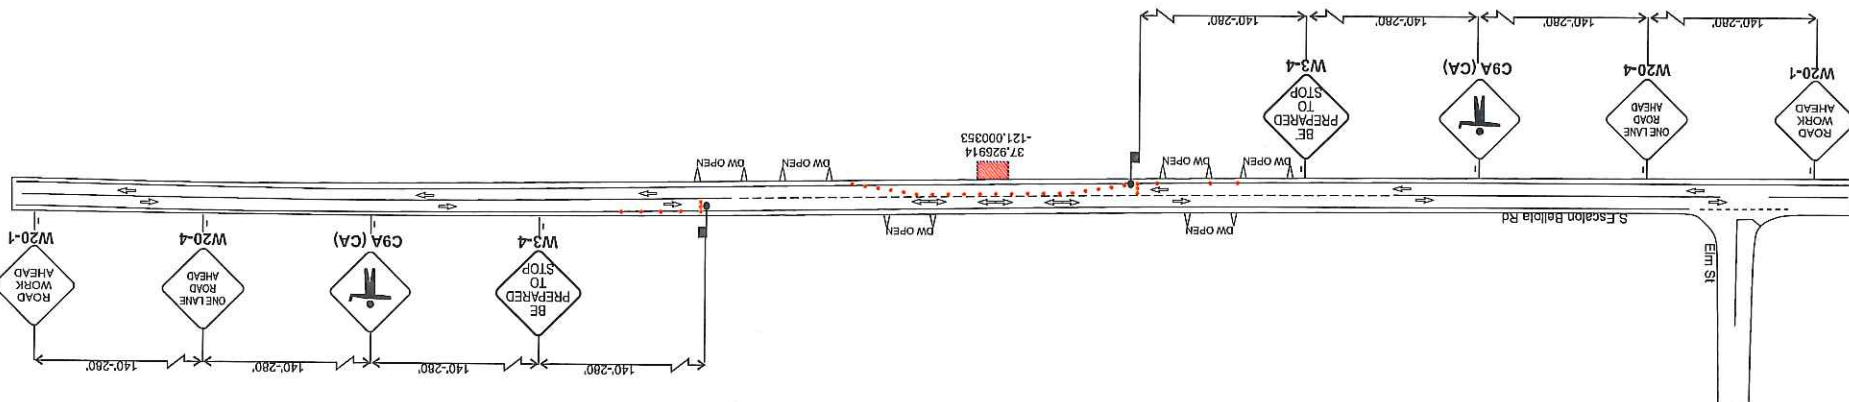 140'-280'
140'-280'
140'-280'
140'-280'
BE
PREPARED
TO
STOP
W3-4
C9A (CA)
ONE LANE
ROAD
AHEAD
W20-4
ROAD
WORK
AHEAD
W20-1
Elm St
S Escalon Bellota Rd
DW OPEN
DW OPEN
DW OPEN
DW OPEN
37.926914
-121.000353
DW OPEN
DW OPEN
ROAD
WORK
AHEAD
W20-1
ONE LANE
ROAD
AHEAD
W20-4
C9A (CA)
BE
PREPARED
TO
STOP
W3-4
140'-280'
140'-280'
140'-280'
140'-280'